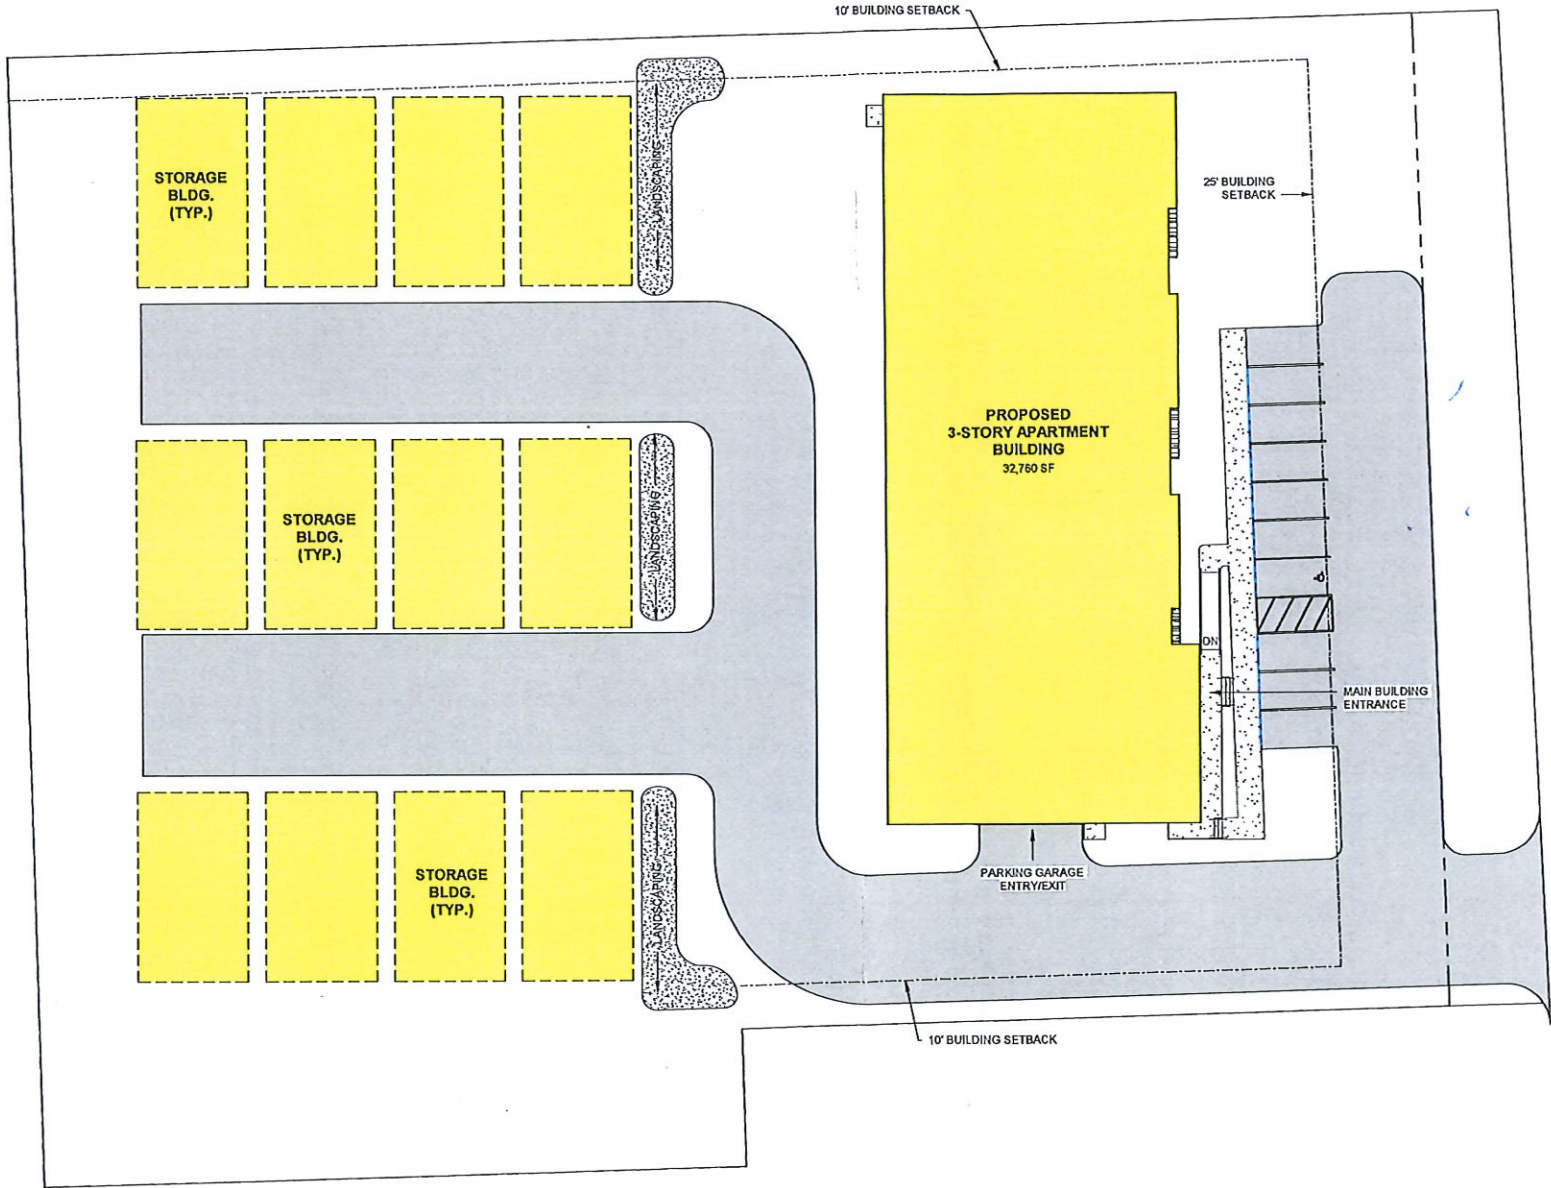 10' BUILDING SETBACK
STORAGE
BLDG.
(TYP.)
LANDSCAPING
25' BUILDING
SETBACK
PROPOSED
3-STORY APARTMENT
BUILDING
32,760 SF
STORAGE
BLDG.
(TYP.)
LANDSCAPING
DN
MAIN BUILDING
ENTRANCE
STORAGE
BLDG.
(TYP.)
LANDSCAPING
PARKING GARAGE
ENTRY/EXIT
10' BUILDING SETBACK